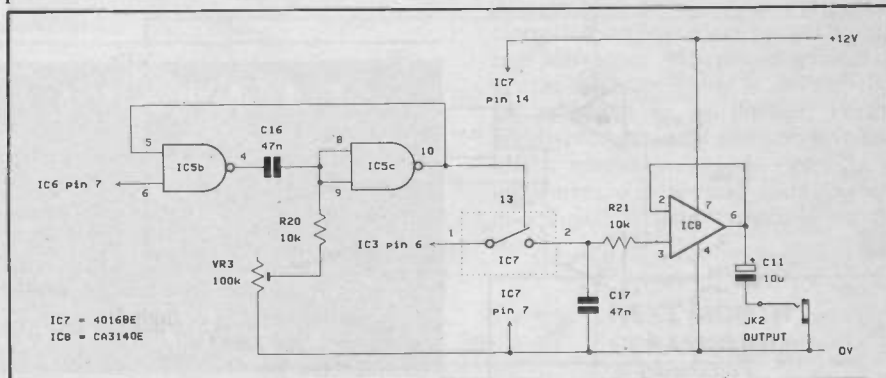 +12V
IC7
pin 14
C16
47n
5
4
8
10
IC5b
IC5c
6
9
IC6 pin 7
13
2
7
6
IC8
R20
10k
R21
10k
IC3 pin 6
1
2
3
4
+
C11
10u
VR3
100k
IC7
IC7
pin 7
C17
47n
JK2
OUTPUT
IC7 = 4016BE
IC8 = CA3140E
0V